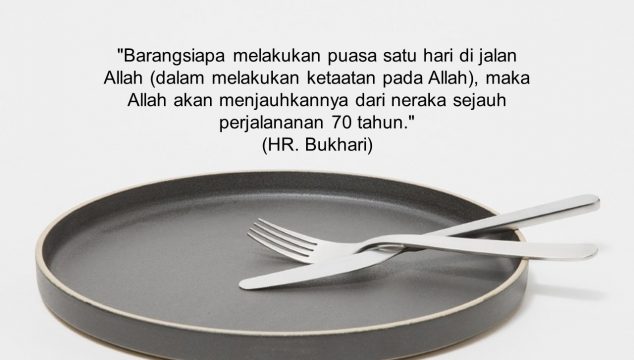 "Barangsiapa melakukan puasa satu hari di jalan
Allah (dalam melakukan ketaatan pada Allah), maka
Allah akan menjauhkannya dari neraka sejauh
perjalananan 70 tahun."
(HR. Bukhari)